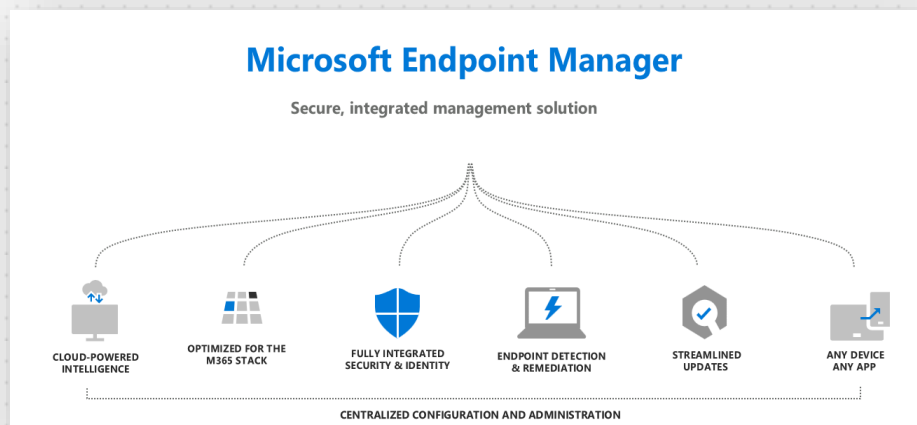 Microsoft Endpoint Manager
Secure, integrated management solution
CLOUD-POWERED
INTELLIGENCE
OPTIMIZED FOR THE
M365 STACK
FULLY INTEGRATED
SECURITY & IDENTITY
ENDPOINT DETECTION
& REMEDIATION
STREAMLINED
UPDATES
ANY DEVICE
ANY APP
CENTRALIZED CONFIGURATION AND ADMINISTRATION